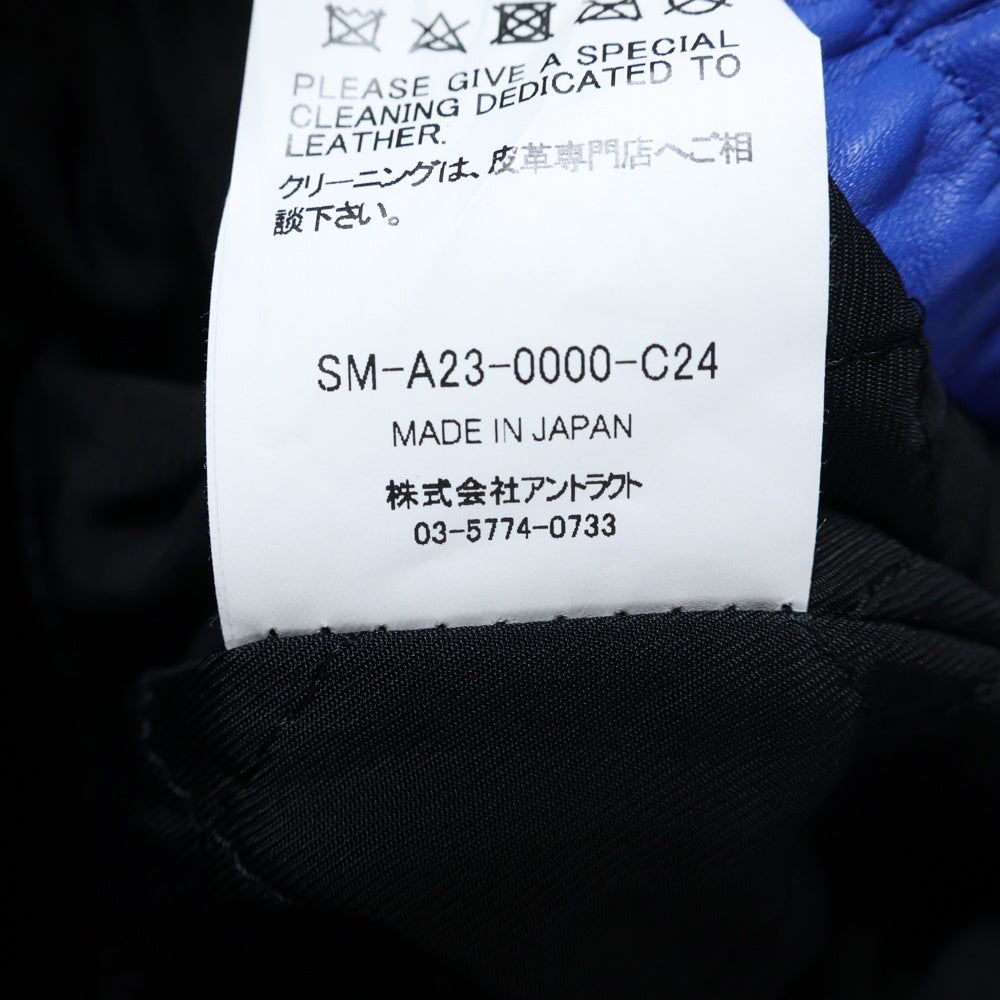 PLEASE GIVE A SPECIAL
CLEANING DEDICATED TO
LEATHER.
クリーニングは、皮革専門店へご相
談下さい。
SM-A23-0000-C24
MADE IN JAPAN
株式会社アントラクト
03-5774-0733